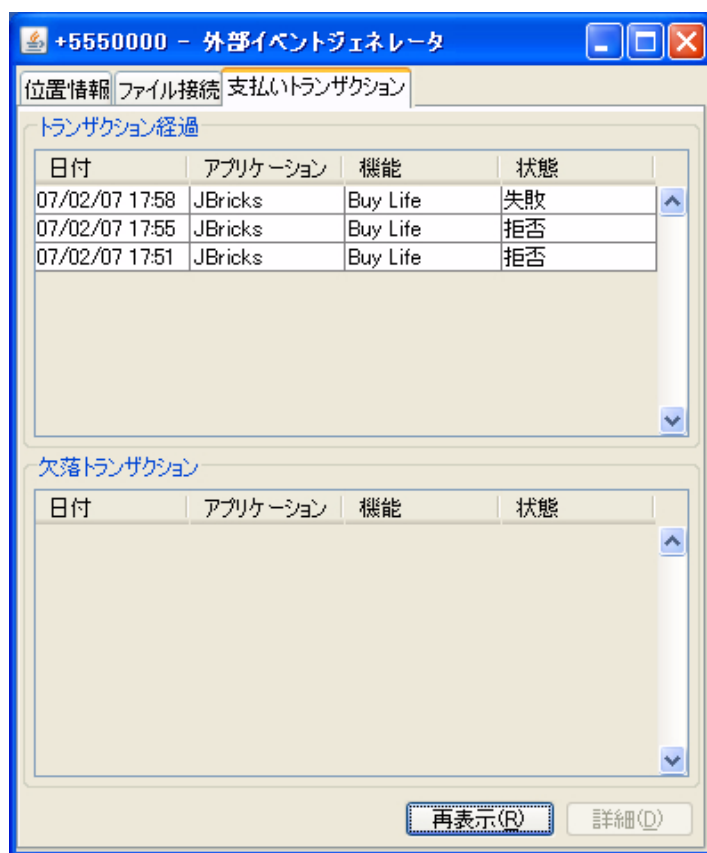 +5550000 - 外部イベントジェネレータ
位置情報 ファイル接続 支払いトランザクション
トランザクション経過
日付 アプリケーション 機能 状態
07/02/07 17:58 JBricks Buy Life 失敗
07/02/07 17:55 JBricks Buy Life 拒否
07/02/07 17:51 JBricks Buy Life 拒否
欠落トランザクション
日付 アプリケーション 機能 状態
再表示(R) 詳細(D)